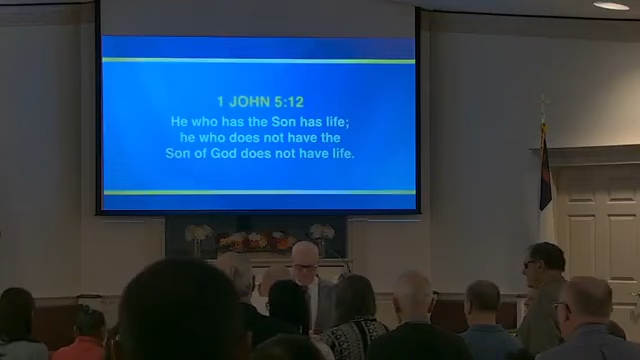 1 JOHN 5:12
He who has the Son has life;
he who does not have the
Son of God does not have life.